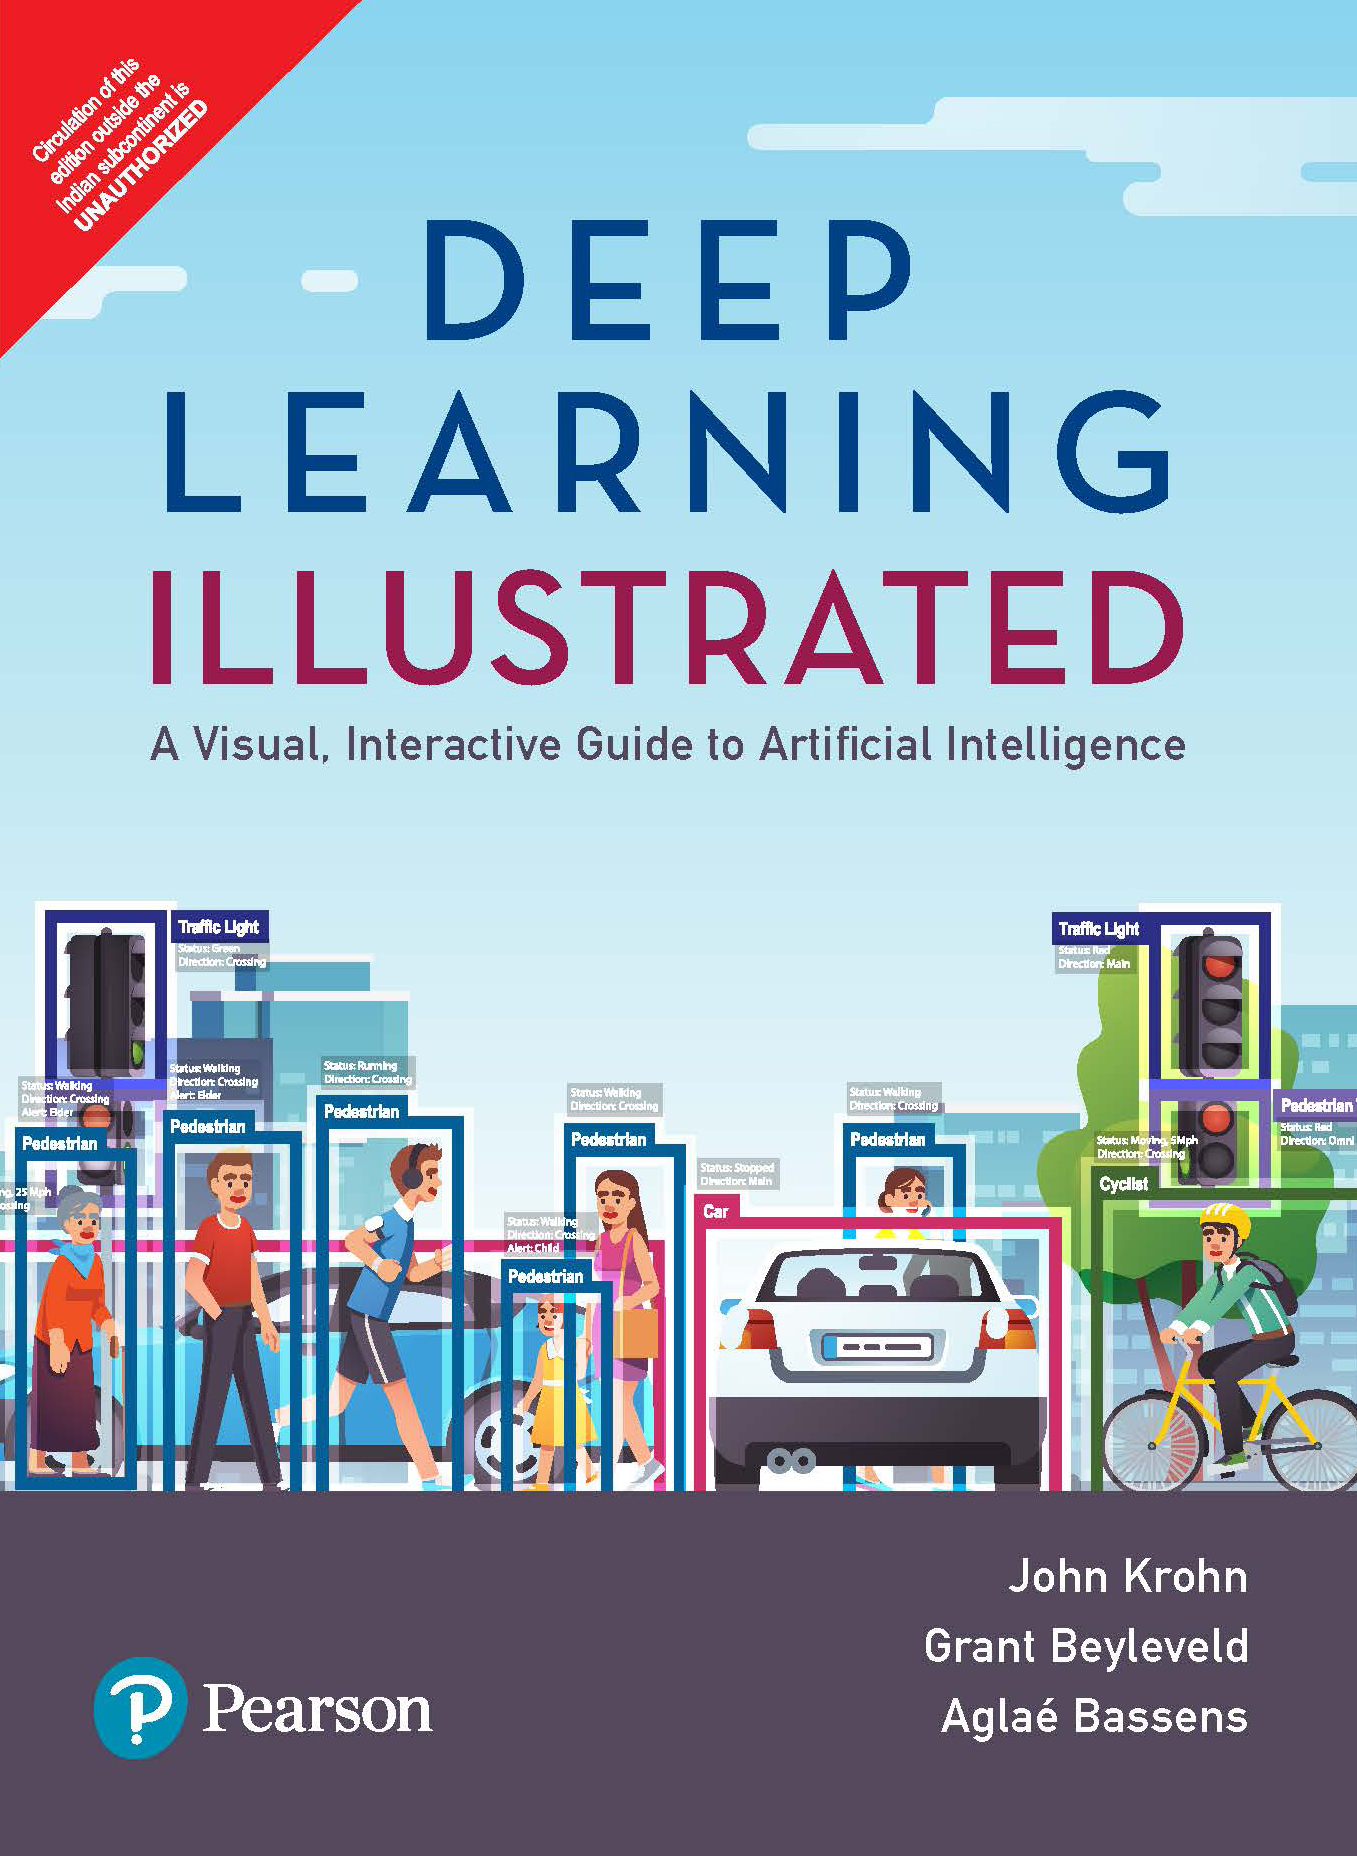 Circulation of this
edition outside the
Indian subcontinent is
UNAUTHORIZED
DEEP
LEARNING
ILLUSTRATED
A Visual, Interactive Guide to Artificial Intelligence
Traffic Light
Status: Green
Direction: Crossing
Traffic Light
Status: Red
Direction: Main
Status: Walking
Direction: Crossing
Alert: Elder
Pedestrian
Status: Walking
Direction: Crossing
Alert: Elder
Pedestrian
Status: Running
Direction: Crossing
Pedestrian
Status: Walking
Direction: Crossing
Pedestrian
Status: Walking
Direction: Crossing
Pedestrian
Pedestrian
Status: Red
Direction: Omni
Status: Moving, 5Mph
Direction: Crossing
Cyclist
Status: Stopped
Direction: Main
Car
25 Mph
Status: Walking
Direction: Crossing
Alert: Child
Pedestrian
John Krohn
Grant Beyleveld
Aglaé Bassens
Pearson